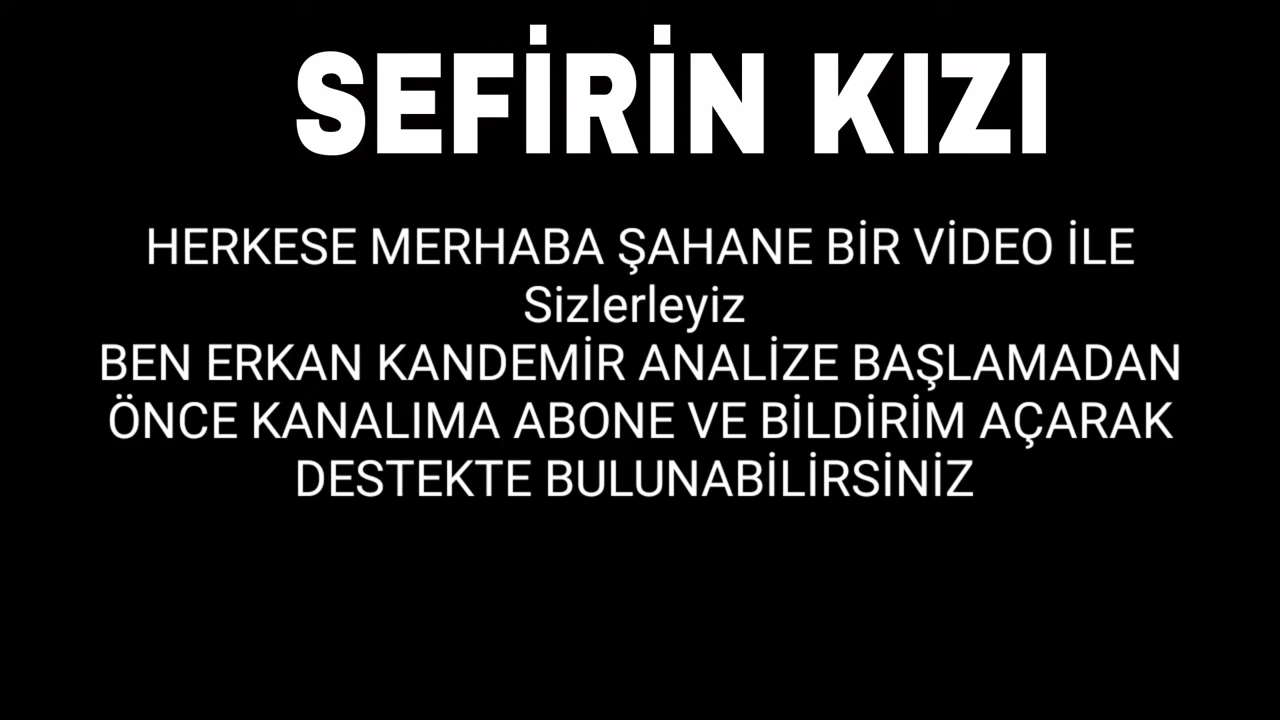 SEFİRİN KIZI
HERKESE MERHABA ŞAHANE BİR VİDEO İLE
Sizlerleyiz
BEN ERKAN KANDEMİR ANALİZE BAŞLAMADAN
ÖNCE KANALIMA ABONE VE BİLDİRİM AÇARAK
DESTEKTE BULUNABİLİRSİNİZ